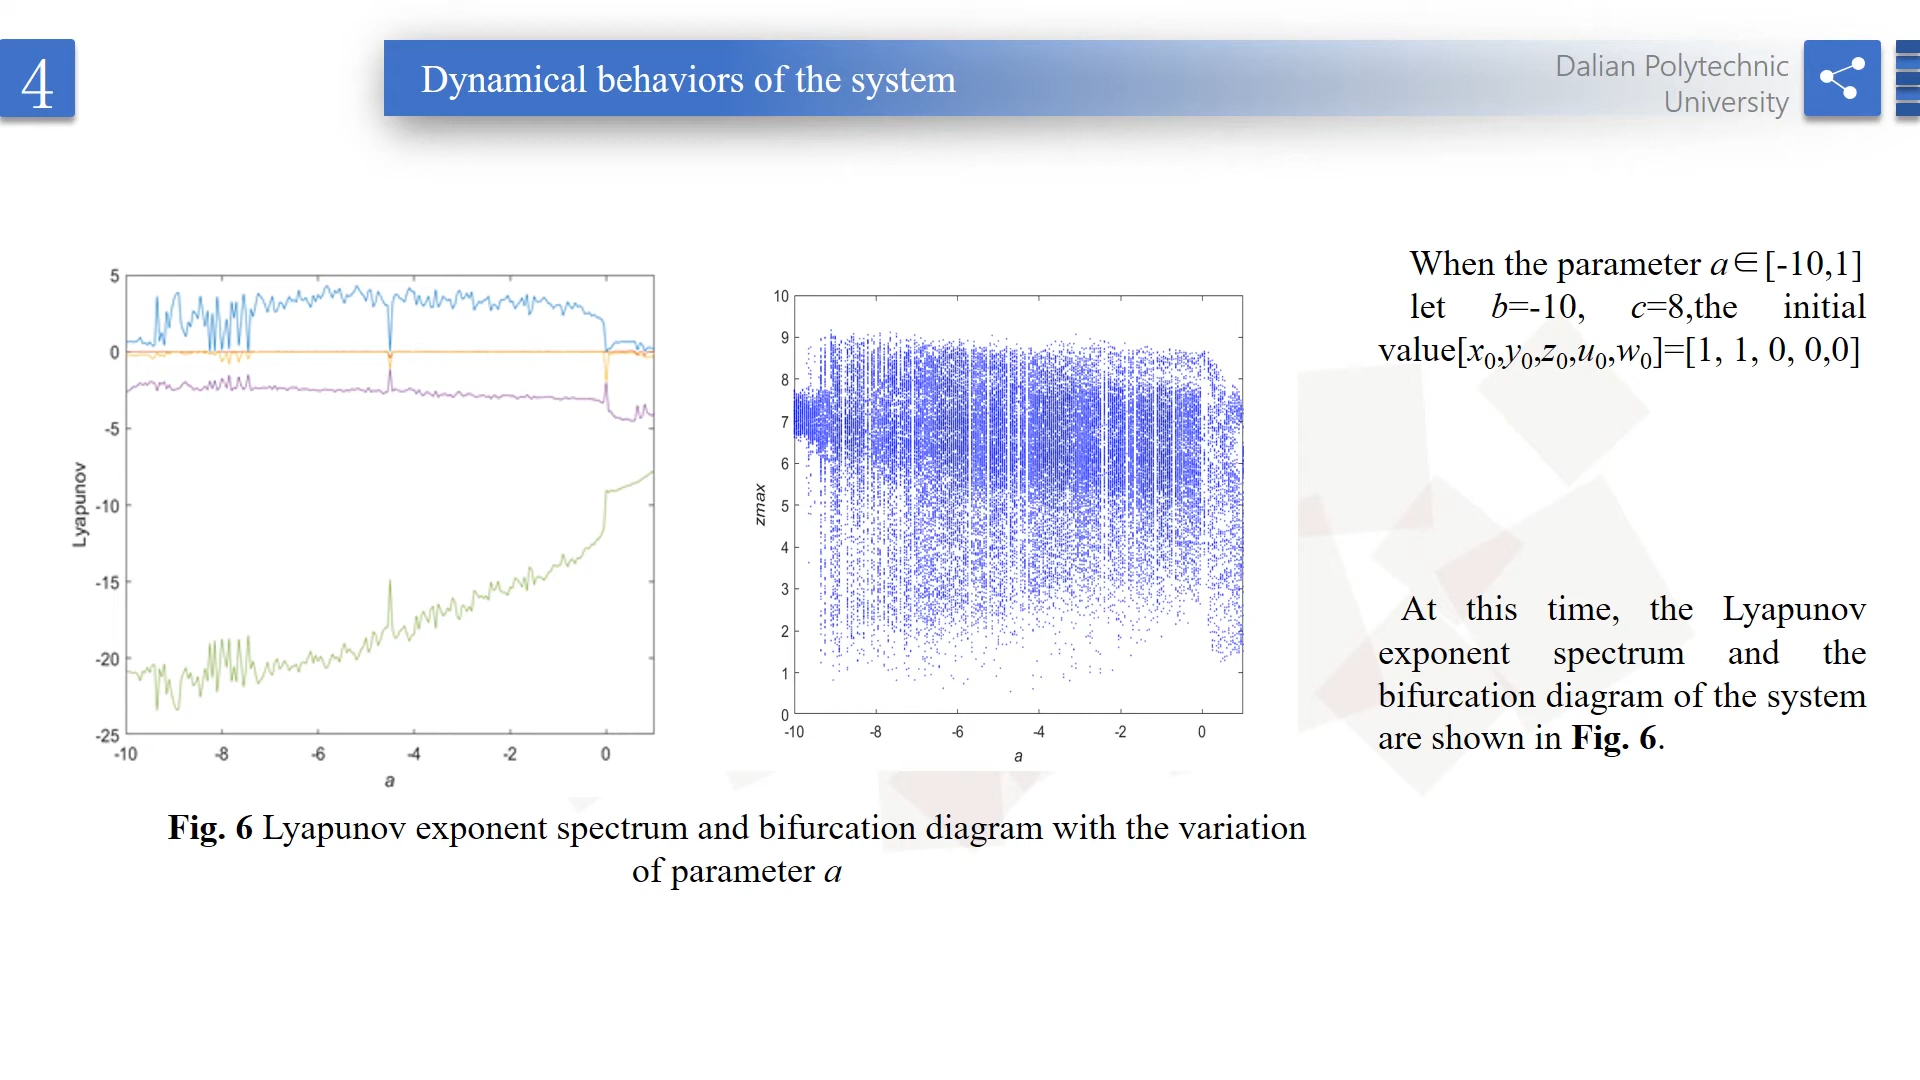 4
Dynamical behaviors of the system
Dalian Polytechnic
University
5
0
-5
-10
-15
-20
-25
-10
-8
-6
-4
-2
0
Lyapunov
a
10
9
8
7
6
5
4
3
2
1
0
-10
-8
-6
-4
-2
0
zmax
a
Fig. 6 Lyapunov exponent spectrum and bifurcation diagram with the variation
of parameter a
When the parameter a∈[-10,1]
let b=-10, c=8,the initial
value[x₀,y₀,z₀,u₀,w₀]=[1, 1, 0, 0,0]
At this time, the Lyapunov
exponent spectrum and the
bifurcation diagram of the system
are shown in Fig. 6.